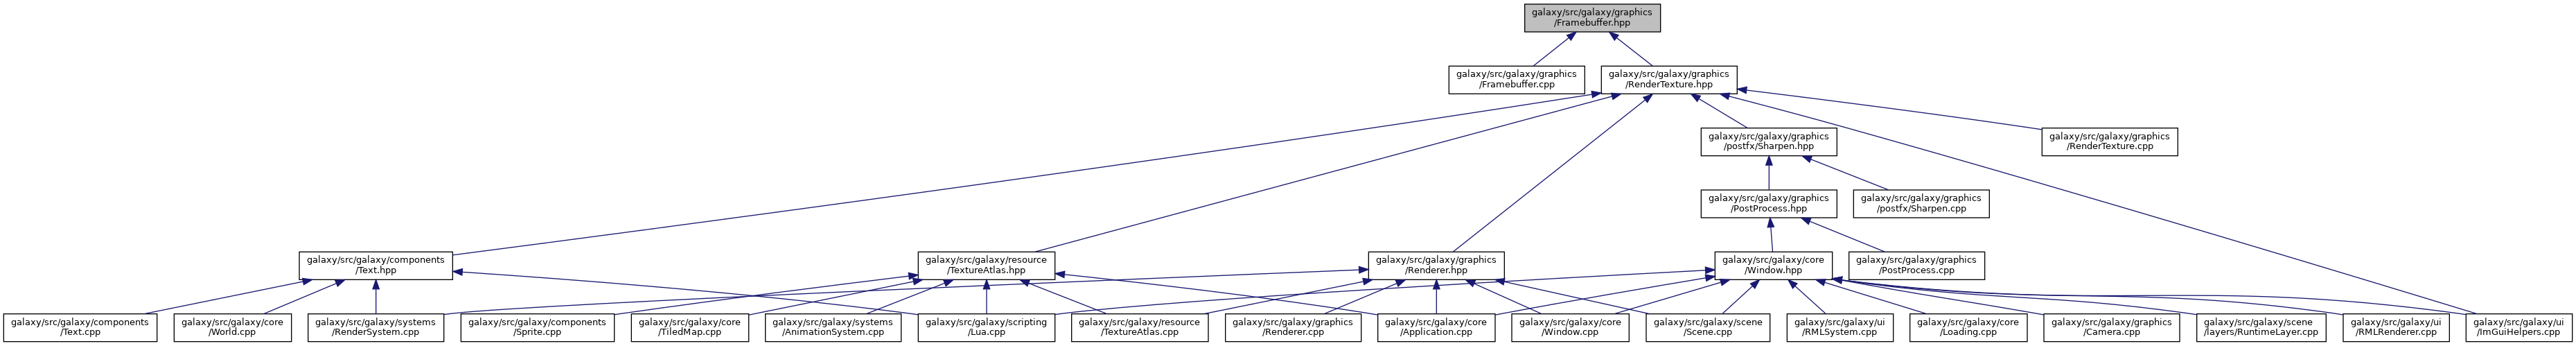 galaxy/src/galaxy/graphics
/Framebuffer.hpp
galaxy/src/galaxy/graphics
/Framebuffer.cpp
galaxy/src/galaxy/graphics
/RenderTexture.hpp
galaxy/src/galaxy/graphics
/postfx/Sharpen.hpp
galaxy/src/galaxy/graphics
/RenderTexture.cpp
galaxy/src/galaxy/graphics
/PostProcess.hpp
galaxy/src/galaxy/graphics
/postfx/Sharpen.cpp
galaxy/src/galaxy/components
/Text.hpp
galaxy/src/galaxy/resource
/TextureAtlas.hpp
galaxy/src/galaxy/graphics
/Renderer.hpp
galaxy/src/galaxy/core
/Window.hpp
galaxy/src/galaxy/graphics
/PostProcess.cpp
galaxy/src/galaxy/components
/Text.cpp
galaxy/src/galaxy/core
/World.cpp
galaxy/src/galaxy/systems
/RenderSystem.cpp
galaxy/src/galaxy/components
/Sprite.cpp
galaxy/src/galaxy/core
/TiledMap.cpp
galaxy/src/galaxy/systems
/AnimationSystem.cpp
galaxy/src/galaxy/scripting
/Lua.cpp
galaxy/src/galaxy/resource
/TextureAtlas.cpp
galaxy/src/galaxy/graphics
/Renderer.cpp
galaxy/src/galaxy/core
/Application.cpp
galaxy/src/galaxy/core
/Window.cpp
galaxy/src/galaxy/scene
/Scene.cpp
galaxy/src/galaxy/ui
/RMLSystem.cpp
galaxy/src/galaxy/core
/Loading.cpp
galaxy/src/galaxy/graphics
/Camera.cpp
galaxy/src/galaxy/scene
/layers/RuntimeLayer.cpp
galaxy/src/galaxy/ui
/RMLRenderer.cpp
galaxy/src/galaxy/ui
/ImGuiHelpers.cpp